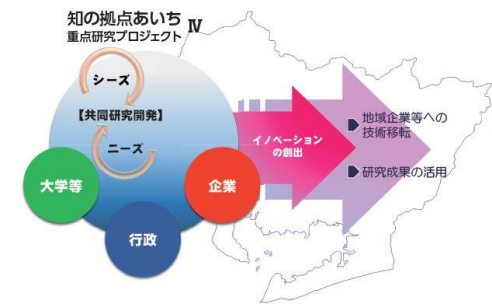 知の拠点あいち Ⅳ
重点研究プロジェクト
シーズ
【共同研究開発】
ニーズ
大学等
企業
行政
イノベーション
の創出
地域企業等への
技術移転
研究成果の活用